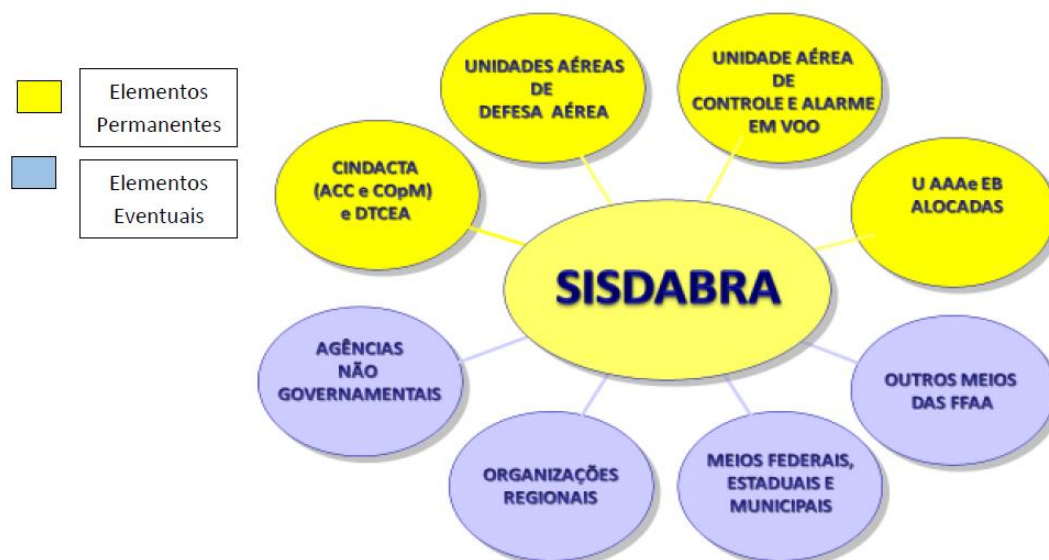 Elementos
Permanentes
Elementos
Eventuais
UNIDADES AÉREAS
DE
DEFESA AÉREA
UNIDADE AÉREA
DE
CONTROLE E ALARME
EM VOO
CINDACTA
(ACC e COpM)
e DTCEA
U AAAe EB
ALOCADAS
SISDABRA
AGÊNCIAS
NÃO
GOVERNAMENTAIS
OUTROS MEIOS
DAS FFAA
ORGANIZAÇÕES
REGIONAIS
MEIOS FEDERAIS,
ESTADUAIS E
MUNICIPAIS